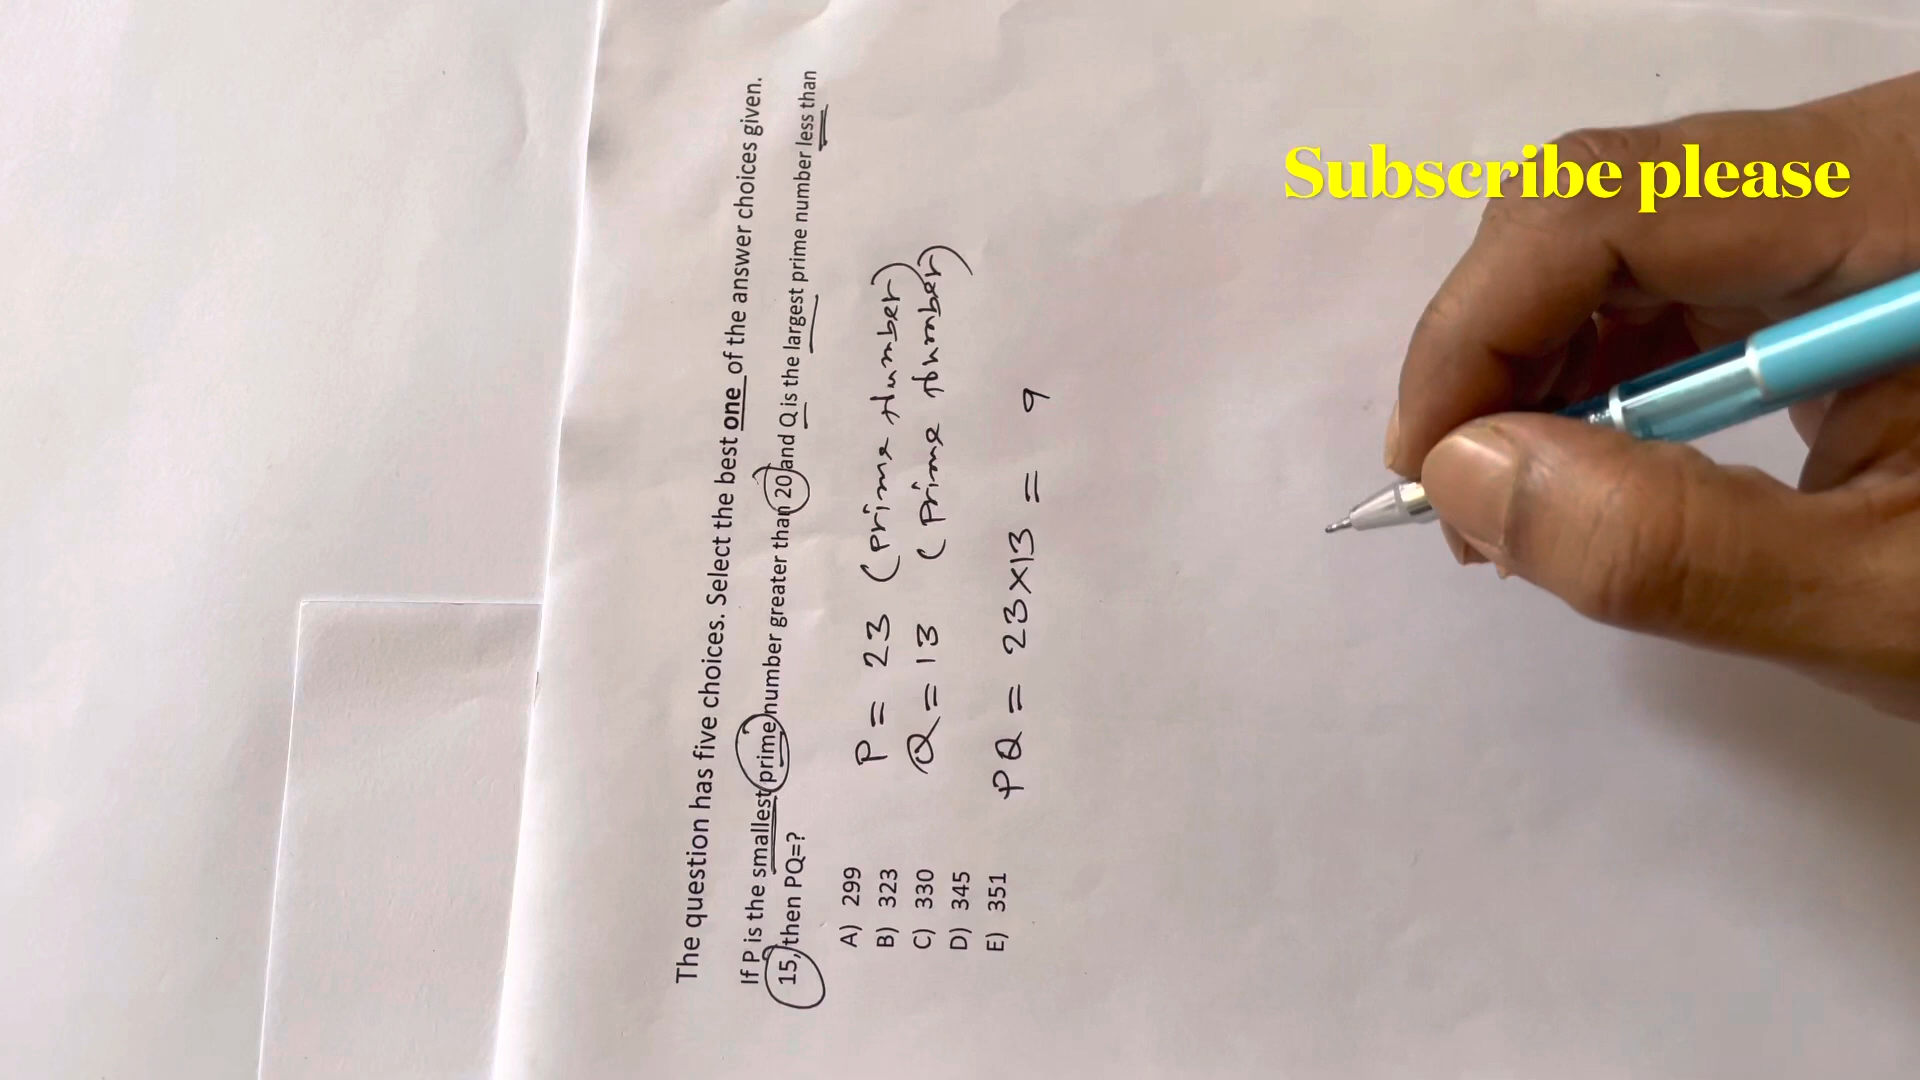 Subscribe please
The question has five choices. Select the best one of the answer choices given.
If P is the smallest prime number greater than 20 and Q is the largest prime number less than
15, then PQ=?
A) 299
B) 323
C) 330
D) 345
E) 351
P = 23 (Prime Number)
Q = 13 (Prime Number)
PQ = 23×13 = 9